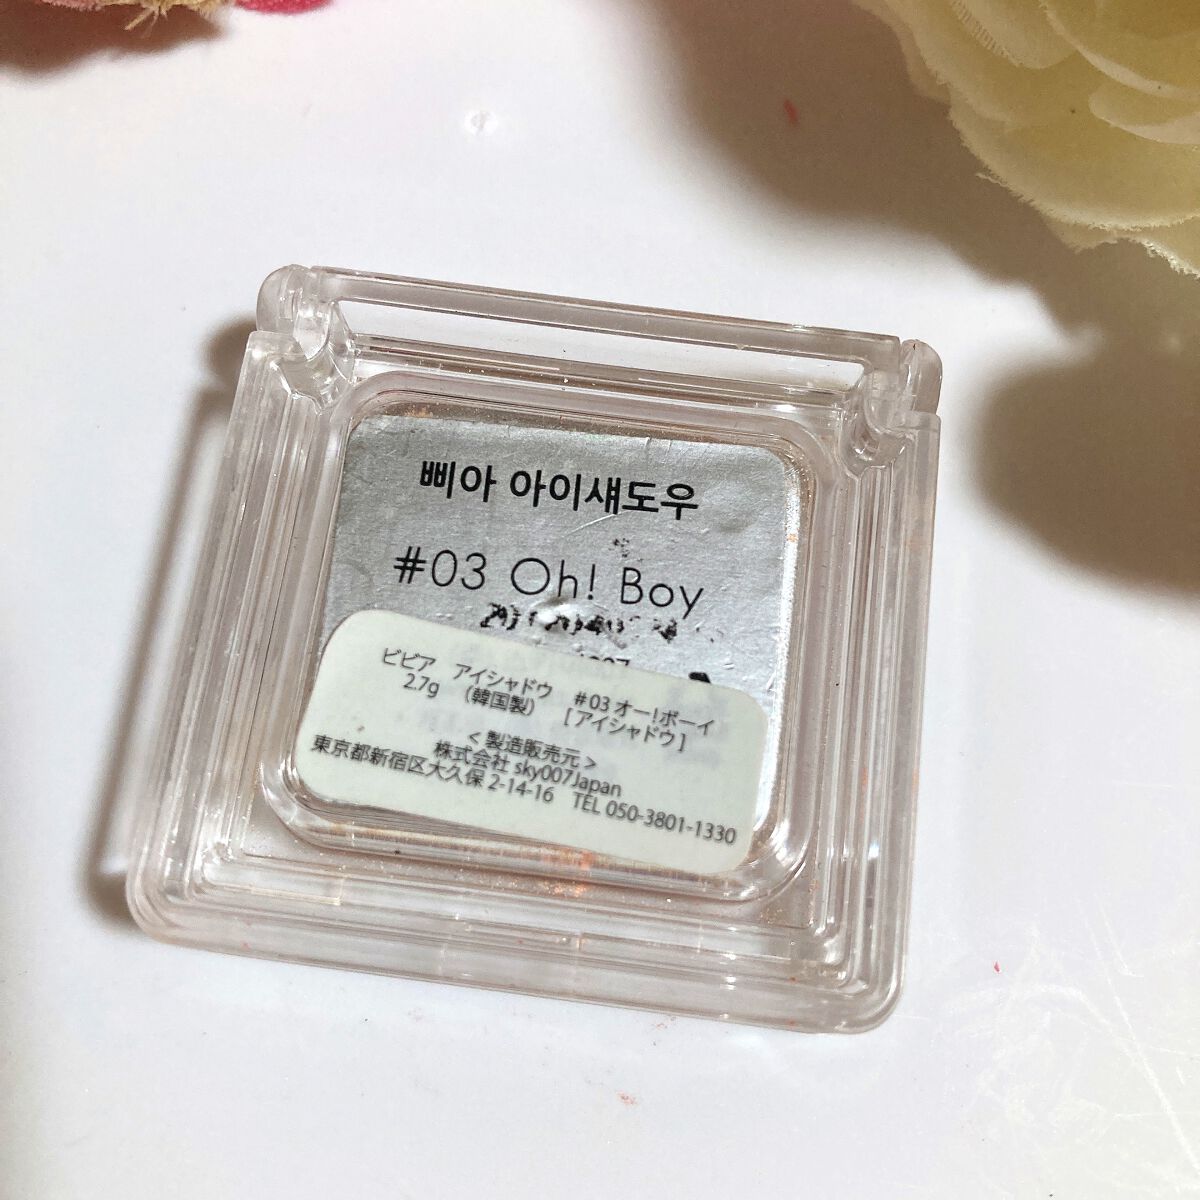 삐아 아이섀도우
#03 Oh! Boy
ビビア アイシャドウ #03 オー!ボーイ
2.7g (韓国製) [アイシャドウ]
< 製造販売元 >
株式会社 sky007Japan
東京都新宿区大久保 2-14-16 TEL 050-3801-1330